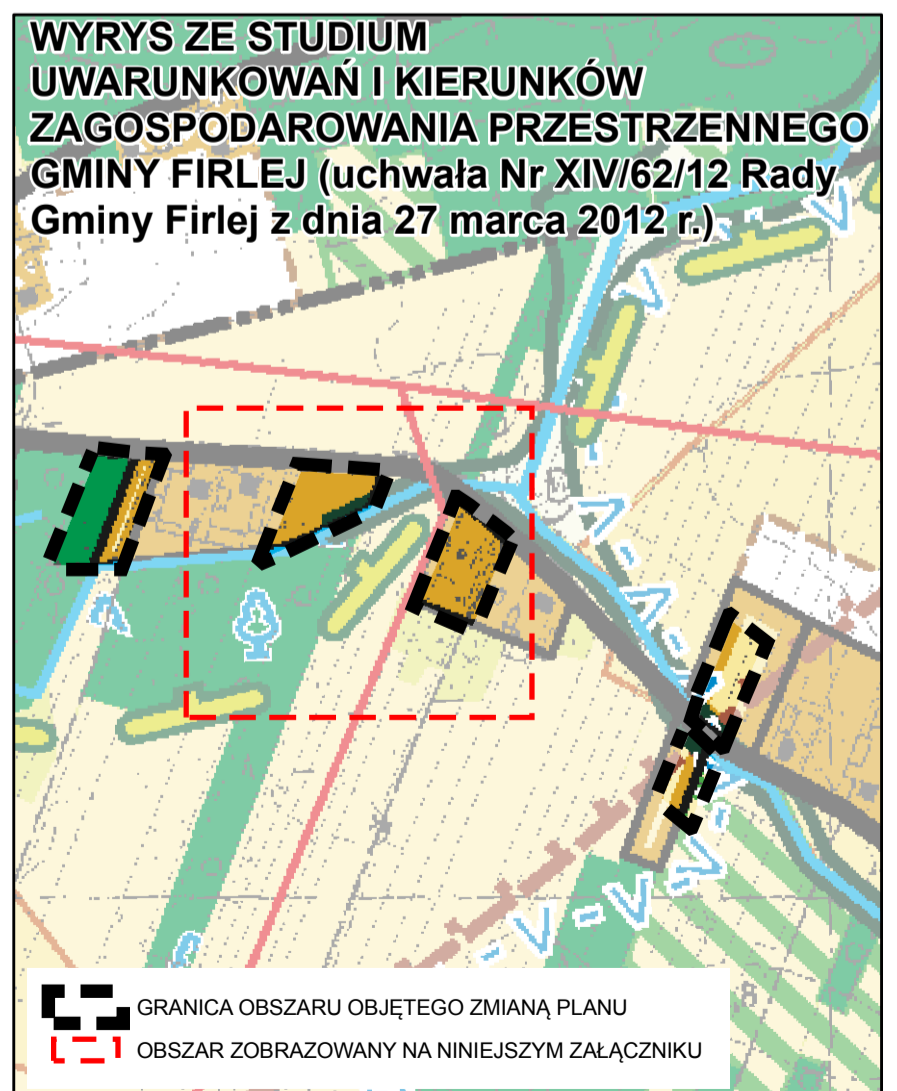 WYRYS ZE STUDIUM
UWARUNKOWAŃ I KIERUNKÓW
ZAGOSPODAROWANIA PRZESTRZENNEGO
GMINY FIRLEJ (uchwała Nr XIV/62/12 Rady
Gminy Firlej z dnia 27 marca 2012 r.)
GRANICA OBSZARU OBJĘTEGO ZMIANĄ PLANU
OBSZAR ZOBRAZOWANY NA NINIEJSZYM ZAŁĄCZNIKU